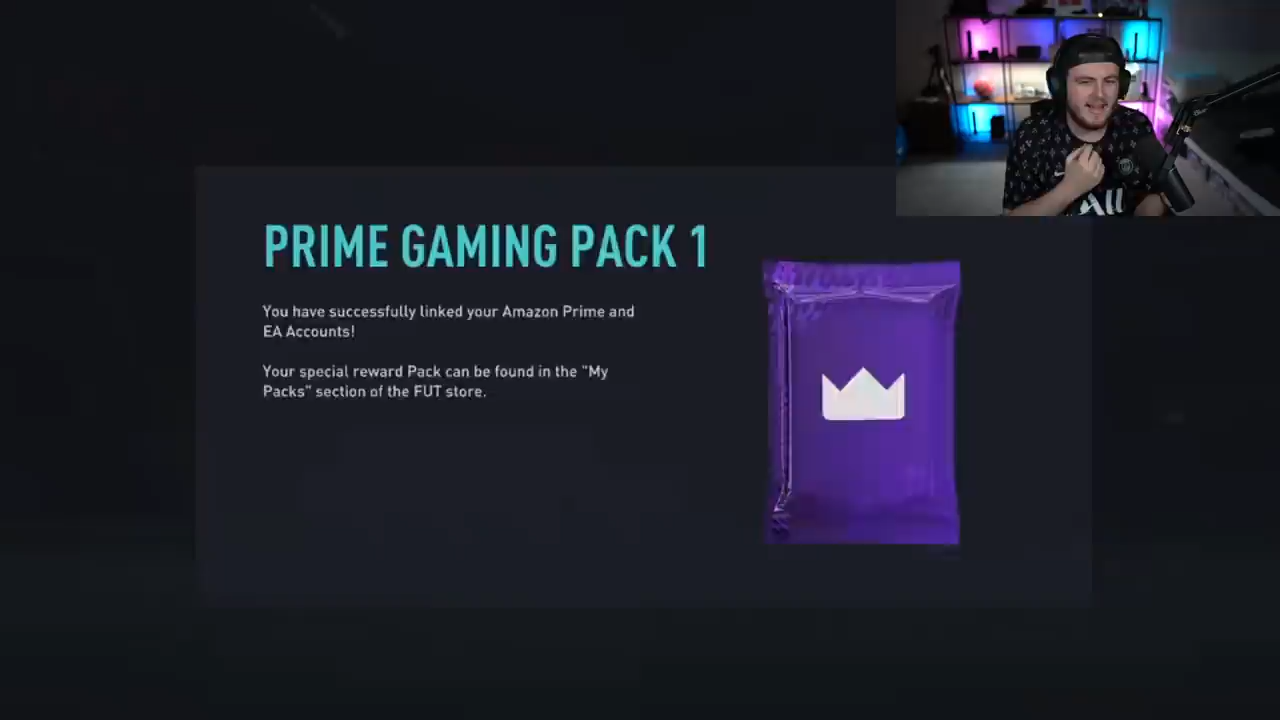 PRIME GAMING PACK 1
You have successfully linked your Amazon Prime and
EA Accounts!
Your special reward Pack can be found in the "My
Packs" section of the FUT store.
ALL